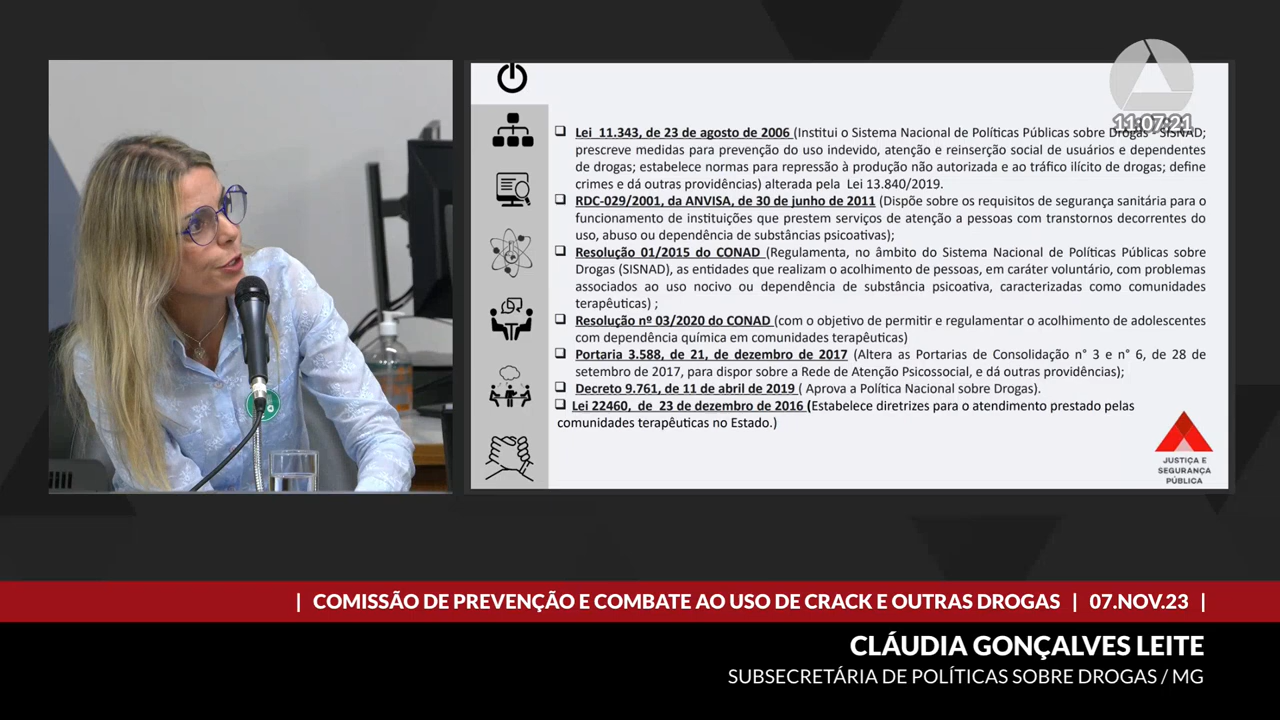 11:07:21
Lei 11.343, de 23 de agosto de 2006 (Institui o Sistema Nacional de Políticas Públicas sobre Drogas - SISNAD;
prescreve medidas para prevenção do uso indevido, atenção e reinserção social de usuários e dependentes
de drogas; estabelece normas para repressão à produção não autorizada e ao tráfico ilícito de drogas; define
crimes e dá outras providências) alterada pela Lei 13.840/2019.
RDC-029/2001, da ANVISA, de 30 de junho de 2011 (Dispõe sobre os requisitos de segurança sanitária para o
funcionamento de instituições que prestem serviços de atenção a pessoas com transtornos decorrentes do
uso, abuso ou dependência de substâncias psicoativas);
Resolução 01/2015 do CONAD (Regulamenta, no âmbito do Sistema Nacional de Políticas Públicas sobre
Drogas (SISNAD), as entidades que realizam o acolhimento de pessoas, em caráter voluntário, com problemas
associados ao uso nocivo ou dependência de substância psicoativa, caracterizadas como comunidades
terapêuticas) ;
Resolução nº 03/2020 do CONAD (com o objetivo de permitir e regulamentar o acolhimento de adolescentes
com dependência química em comunidades terapêuticas)
Portaria 3.588, de 21, de dezembro de 2017 (Altera as Portarias de Consolidação n° 3 e n° 6, de 28 de
setembro de 2017, para dispor sobre a Rede de Atenção Psicossocial, e dá outras providências);
Decreto 9.761, de 11 de abril de 2019 ( Aprova a Política Nacional sobre Drogas).
Lei 22460, de 23 de dezembro de 2016 (Estabelece diretrizes para o atendimento prestado pelas
comunidades terapêuticas no Estado.)
JUSTIÇA E
SEGURANÇA
PÚBLICA
| COMISSÃO DE PREVENÇÃO E COMBATE AO USO DE CRACK E OUTRAS DROGAS | 07.NOV.23 |
CLÁUDIA GONÇALVES LEITE
SUBSECRETÁRIA DE POLÍTICAS SOBRE DROGAS / MG